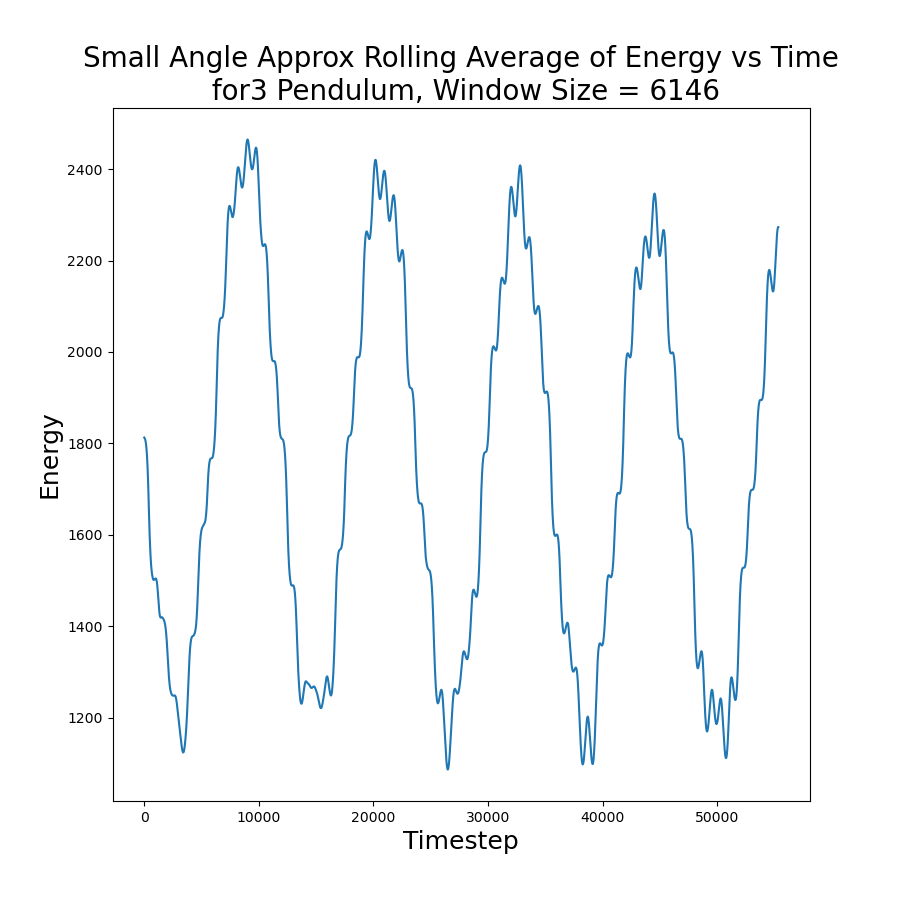 Small Angle Approx Rolling Average of Energy vs Time
for3 Pendulum, Window Size = 6146
2400
2200
2000
1800
1600
1400
1200
Energy
0 10000 20000 30000 40000 50000
Timestep